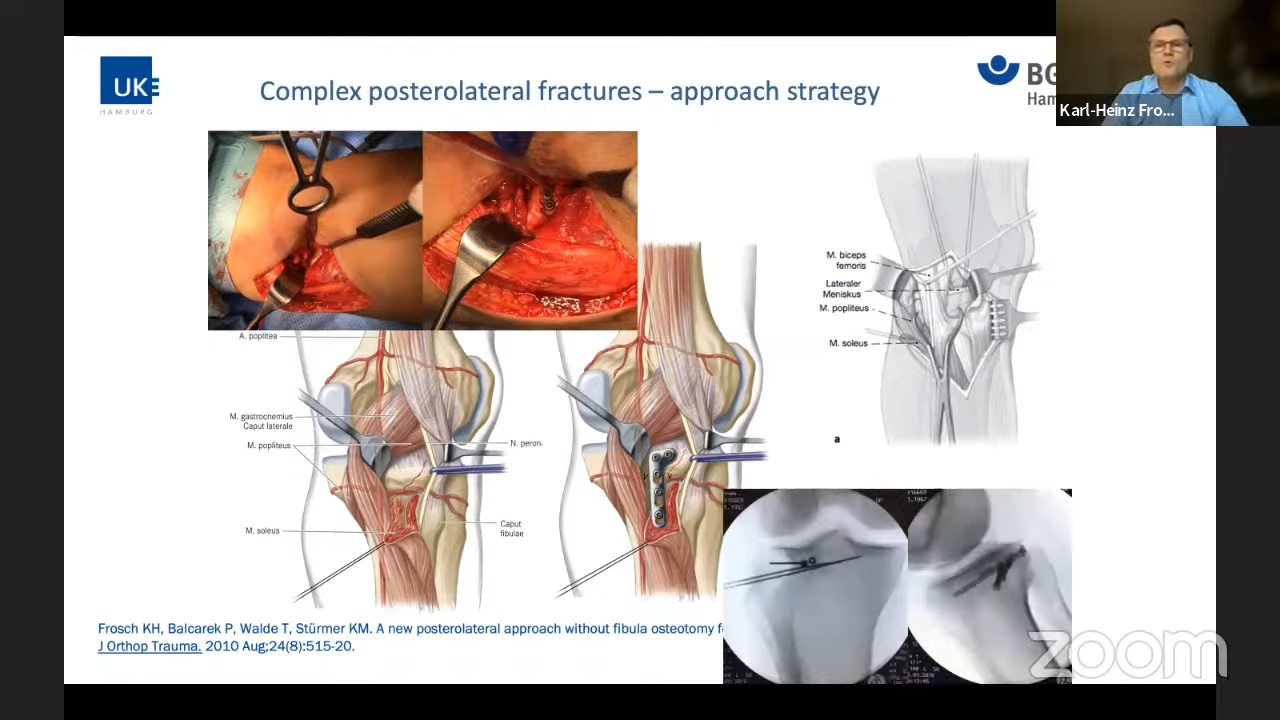 UKE
HAMBURG
Complex posterolateral fractures – approach strategy
BG
Ham
Karl-Heinz Fro...
A. poplitea
M. gastrocnemius
Caput laterale
M. popliteus
N. peron.
M. soleus
Caput
fibulae
M. biceps
femoris
Lateraler
Meniskus
M. popliteus
M. soleus
a
Frosch KH, Balcarek P, Walde T, Stürmer KM. A new posterolateral approach without fibula osteotomy f
J Orthop Trauma. 2010 Aug;24(8):515-20.
zoom